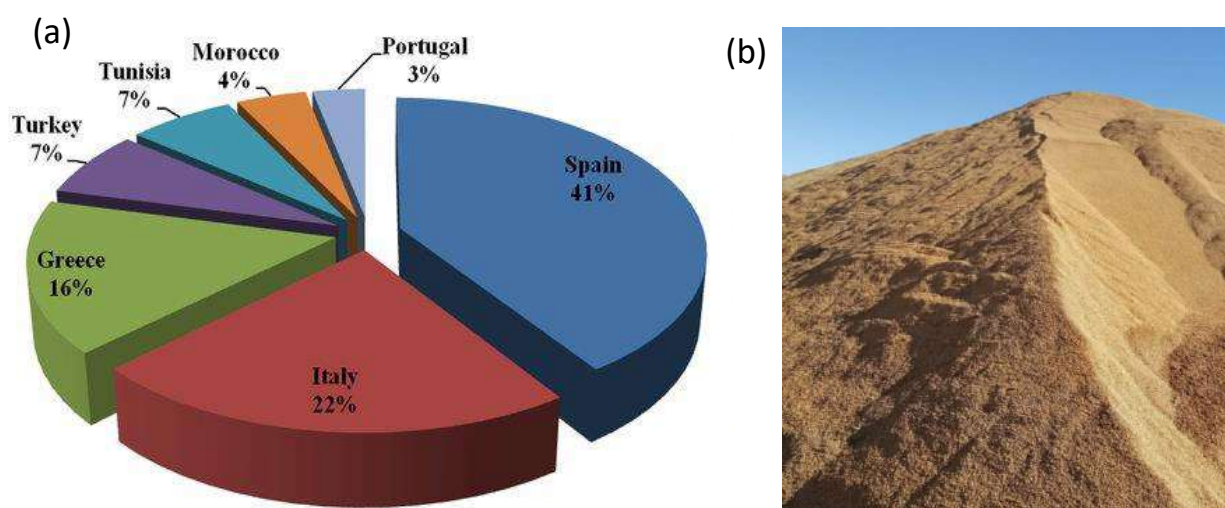 (a)
Morocco
4%
Portugal
3%
(b)
Tunisia
7%
Turkey
7%
Spain
41%
Greece
16%
Italy
22%